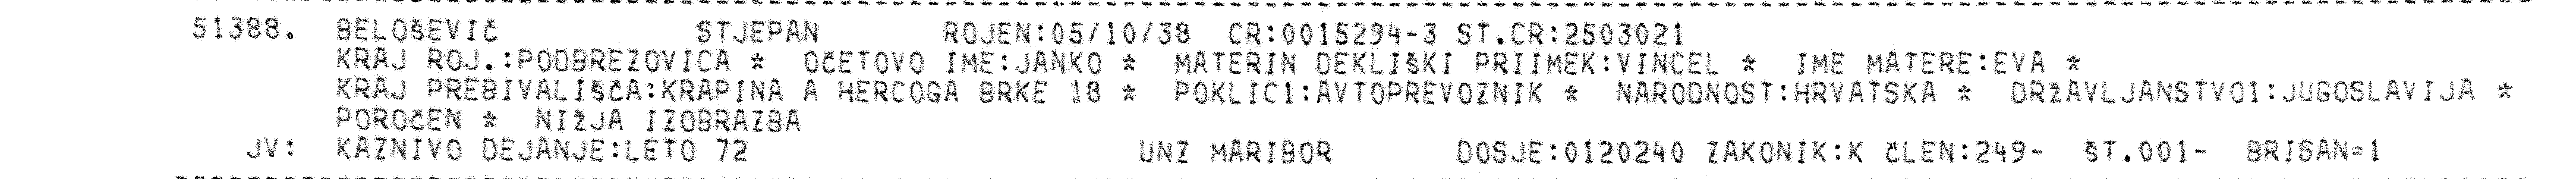 51388. BELOŠEVIČ STJEPAN ROJEN:05/10/38 CR:0015294-3 ST.CR:2503021
KRAJ ROJ.:PODBREZOVICA * OČETOVO IME:JANKO * MATERIN DEKLIŠKI PRIIMEK:VINCEL * IME MATERE:EVA *
KRAJ PREBIVALIŠČA:KRAPINA A HERCOGA BRKE 18 * POKLIC1:AVTOPREVOZNIK * NARODNOST:HRVATSKA * DRŽAVLJANSTVO1:JUGOSLAVIJA *
POROČEN * NIŽJA IZOBRAZBA
JV: KAZNIVO DEJANJE:LETO 72 UNZ MARIBOR DOSJE:0120240 ZAKONIK:K ČLEN:249- ŠT.001- BRISAN=1